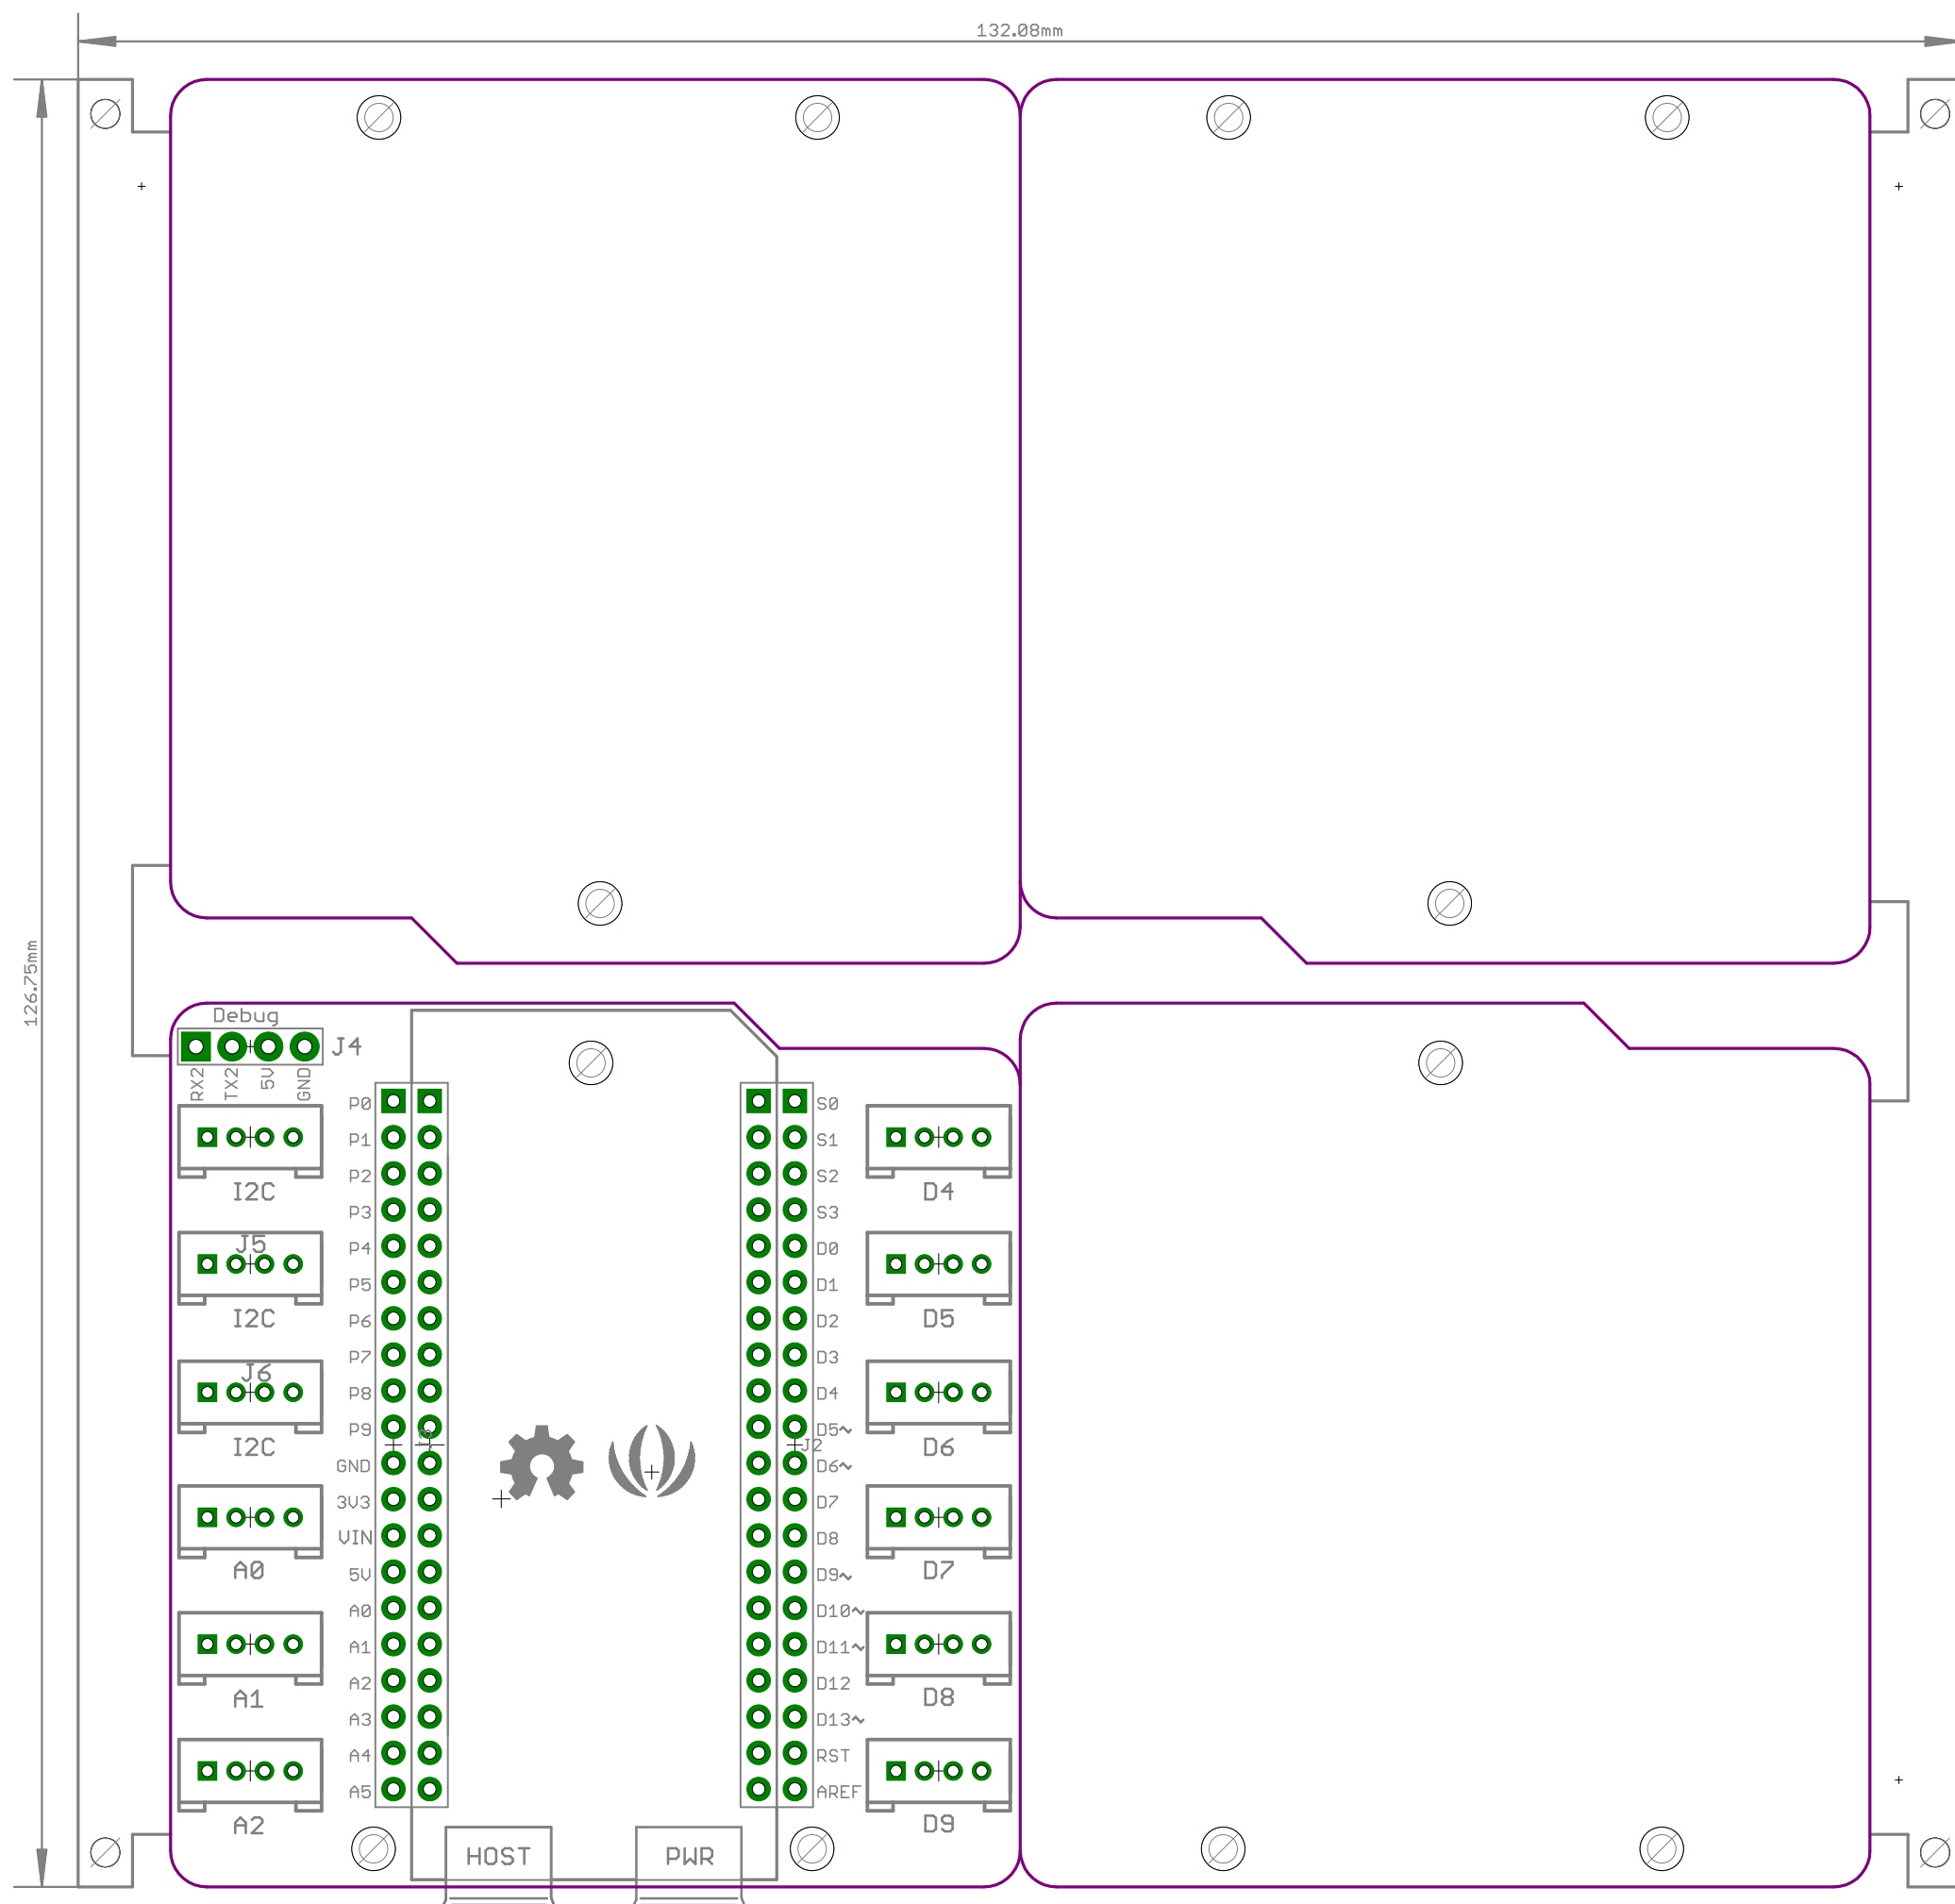 132.08mm
126.75mm
Debug
J4
RX2 TX2 5V GND
P0 S0
P1 S1
P2 S2
I2C D4
P3 S3
J5
P4 D0
P5 D1
I2C P6 D2 D5
P7 D3
J6
P8 D4
P9 D5~
I2C J2 D6
GND D6~
3V3 D7
VIN D8
A0 5V D9~ D7
A0 D10~
A1 D11~
A2 D12
A1 D8
A3 D13~
A4 RST
A5 AREF
A2 D9
HOST PWR